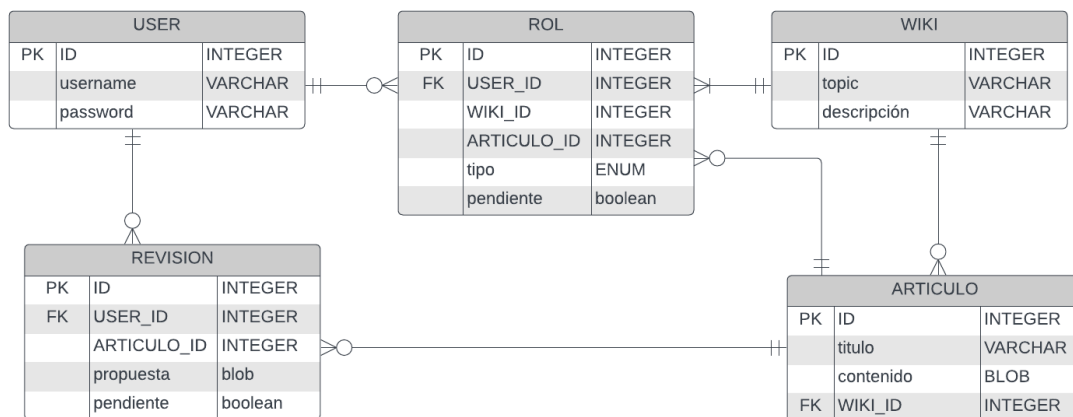 USER
PK ID INTEGER
username VARCHAR
password VARCHAR
ROL
PK ID INTEGER
FK USER_ID INTEGER
WIKI_ID INTEGER
ARTICULO_ID INTEGER
tipo ENUM
pendiente boolean
WIKI
PK ID INTEGER
topic VARCHAR
descripción VARCHAR
REVISION
PK ID INTEGER
FK USER_ID INTEGER
ARTICULO_ID INTEGER
propuesta blob
pendiente boolean
ARTICULO
PK ID INTEGER
titulo VARCHAR
contenido BLOB
FK WIKI_ID INTEGER